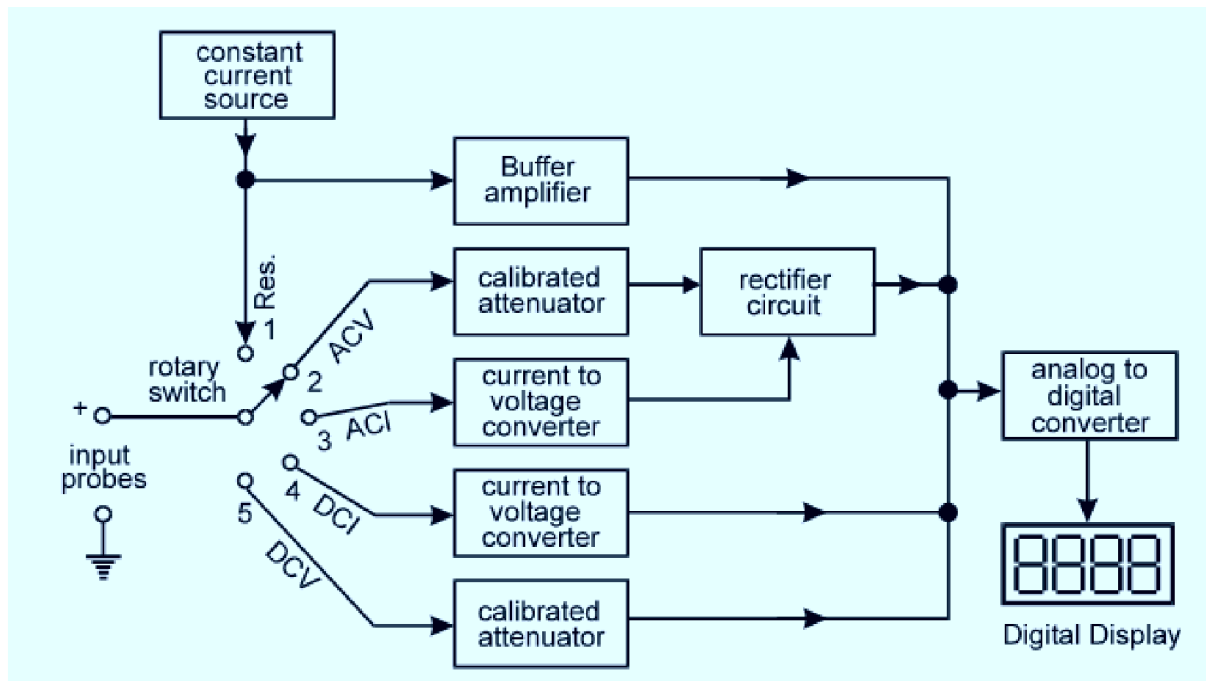 constant
current
source
Buffer
amplifier
Res.
1
calibrated
attenuator
rectifier
circuit
ACV
2
rotary
switch
+
current to
voltage
converter
analog to
digital
converter
3
ACI
input
probes
4
DCI
current to
voltage
converter
5
DCV
8888
calibrated
attenuator
Digital Display